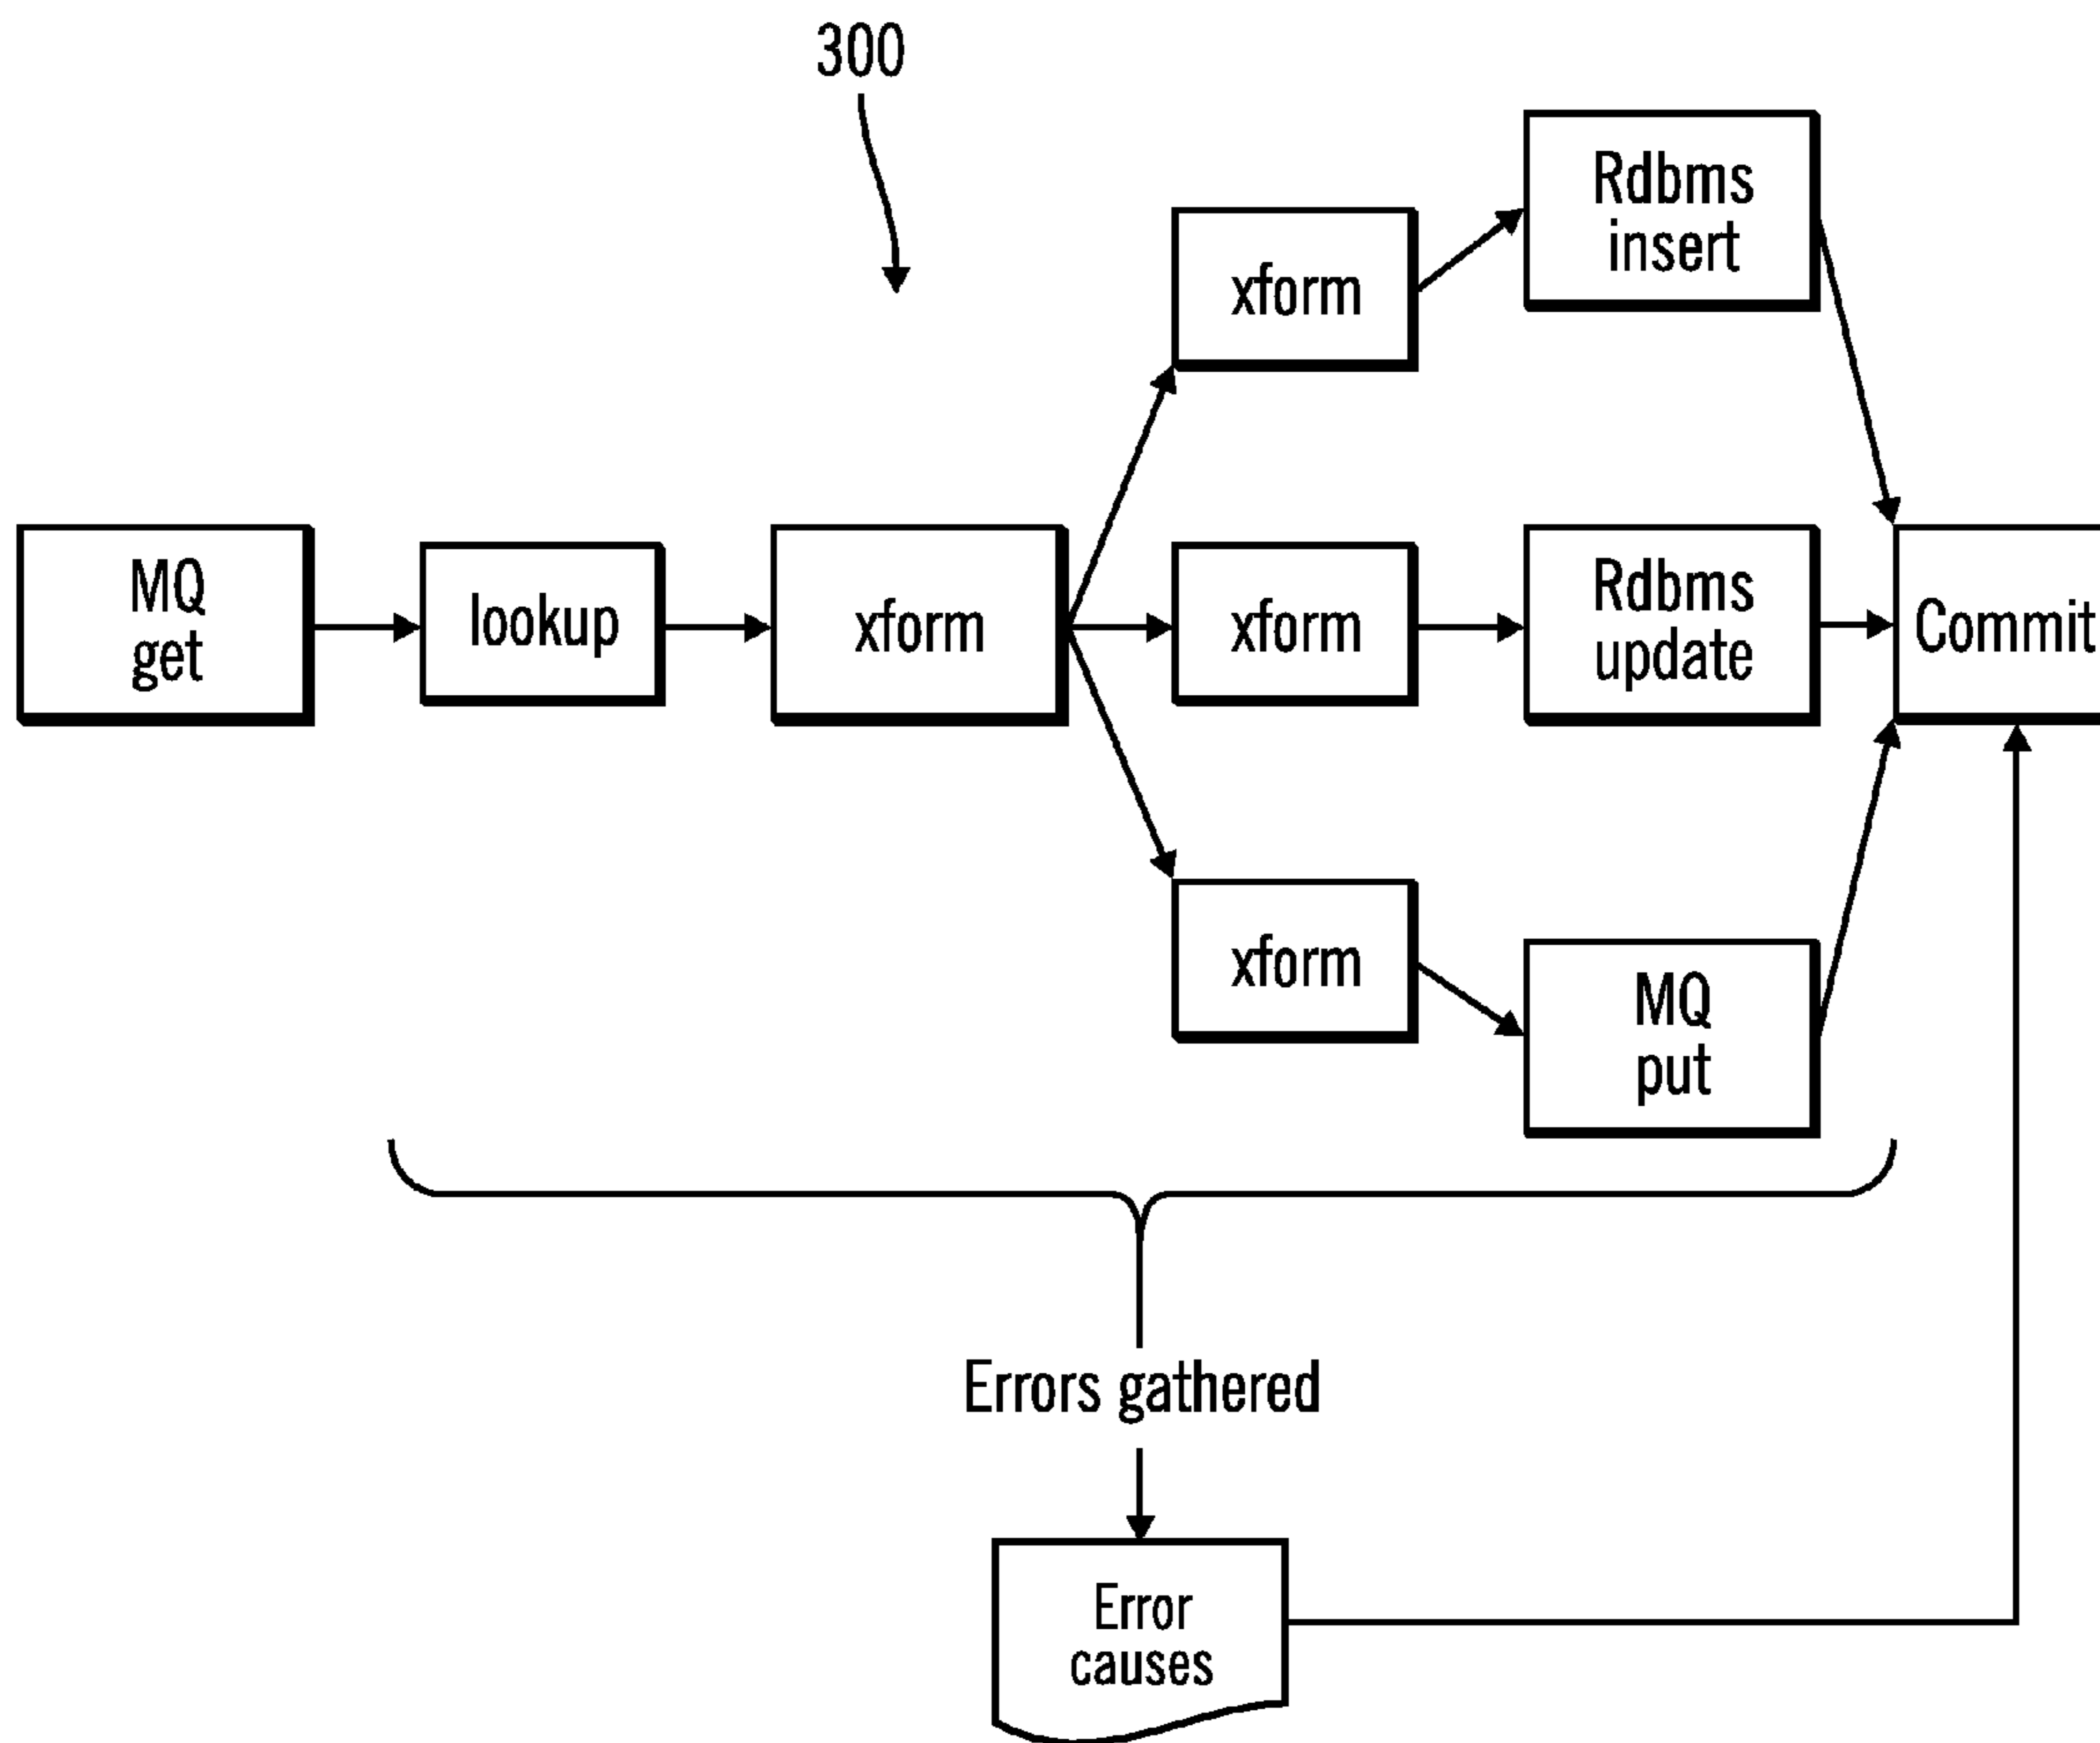 300
Rdbms
insert
xform
MQ
get
lookup
xform
xform
Rdbms
update
Commit
xform
MQ
put
Errors gathered
Error
causes